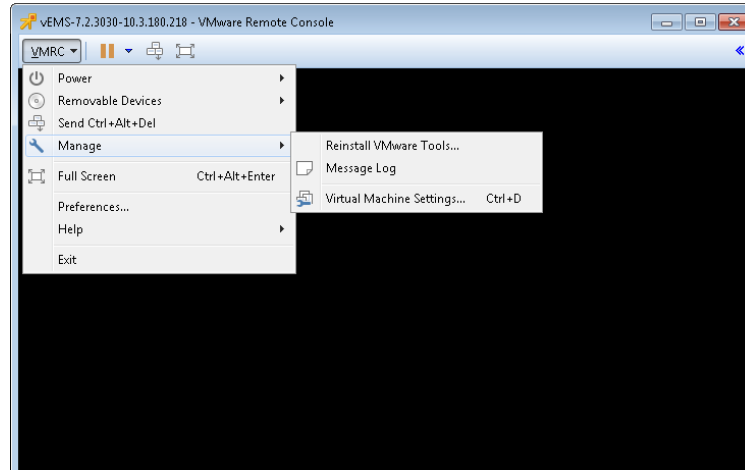 vEMS-7.2.3030-10.3.180.218 - VMware Remote Console
VMRC
Power
Removable Devices
Send Ctrl+Alt+Del
Manage
Reinstall VMware Tools...
Message Log
Full Screen Ctrl+Alt+Enter
Virtual Machine Settings... Ctrl+D
Preferences...
Help
Exit